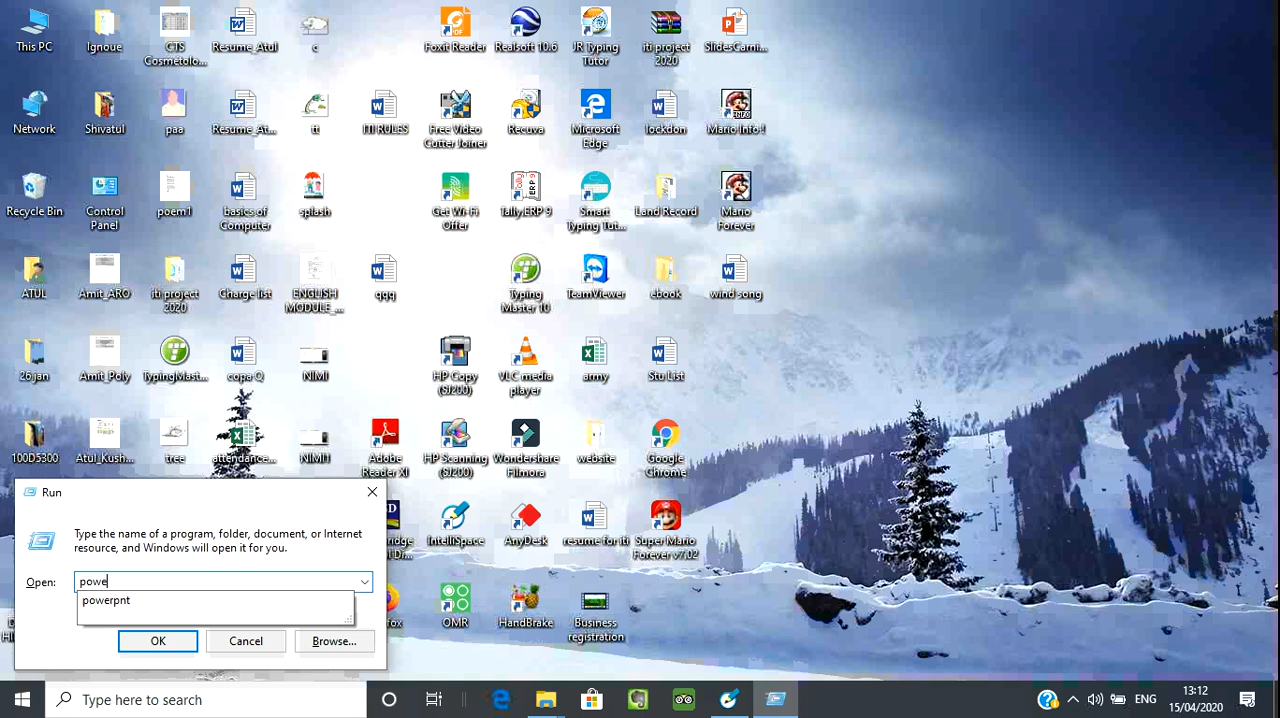 This PC
Ignoue
CTS
Cosmetolo...
Resume_Atul
c
Foxit Reader
Realsoft 10.6
JR Typing
Tutor
iti project
2020
SlidesCarni...
Network
Shivatul
paa
Resume_At...
tt
ITI RULES
Free Video
Cutter Joiner
Recuva
Microsoft
Edge
lockdon
Mario Info!!
Recycle Bin
Control
Panel
poem1
basics of
Computer
splash
Get Wi-Fi
Offer
Tally.ERP 9
Smart
Typing Tut...
Land Record
Mario
Forever
ATUL
Amit_ARO
iti project
2020
Charge list
ENGLISH
MODULE_...
qqq
Typing
Master 10
TeamViewer
ebook
wind song
26 jan
Amit_Poly
TypingMast...
copa Q
NIMI
HP Copy
(SJ200)
VLC media
player
army
Stu List
100D5300
Atul_Kush...
tree
attendance...
NIMI1
Adobe
Reader XI
HP Scanning
(SJ200)
Wondershare
Filmora
website
Google
Chrome
IntelliSpace
AnyDesk
resume for iti
Super Mario
Forever v7.02
OMR
HandBrake
Business
registration
Run
Type the name of a program, folder, document, or Internet
resource, and Windows will open it for you.
Open:
powe
powerpnt
OK
Cancel
Browse...
Type here to search
ENG
13:12
15/04/2020